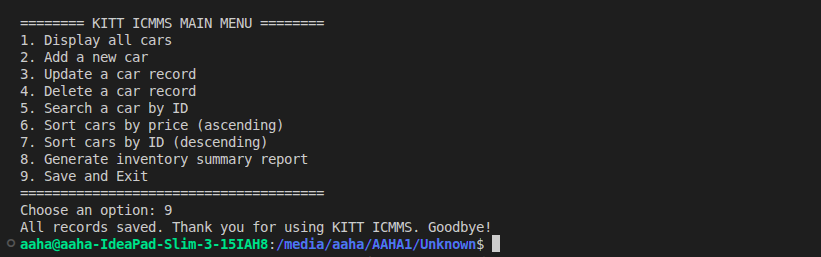 ======== KITT ICMMS MAIN MENU ========
1. Display all cars
2. Add a new car
3. Update a car record
4. Delete a car record
5. Search a car by ID
6. Sort cars by price (ascending)
7. Sort cars by ID (descending)
8. Generate inventory summary report
9. Save and Exit
======================================
Choose an option: 9
All records saved. Thank you for using KITT ICMMS. Goodbye!
aaha@aaha-IdeaPad-Slim-3-15IAH8:/media/aaha/AAHA1/Unknown$